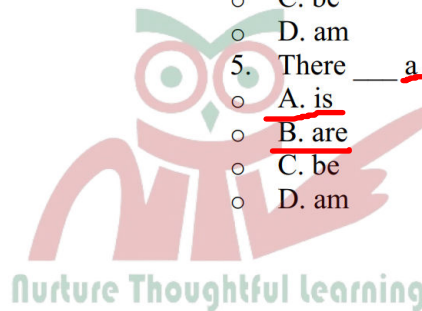 C. be
D. am
5. There ___ a
A. is
B. are
C. be
D. am
Nurture Thoughtful Learning